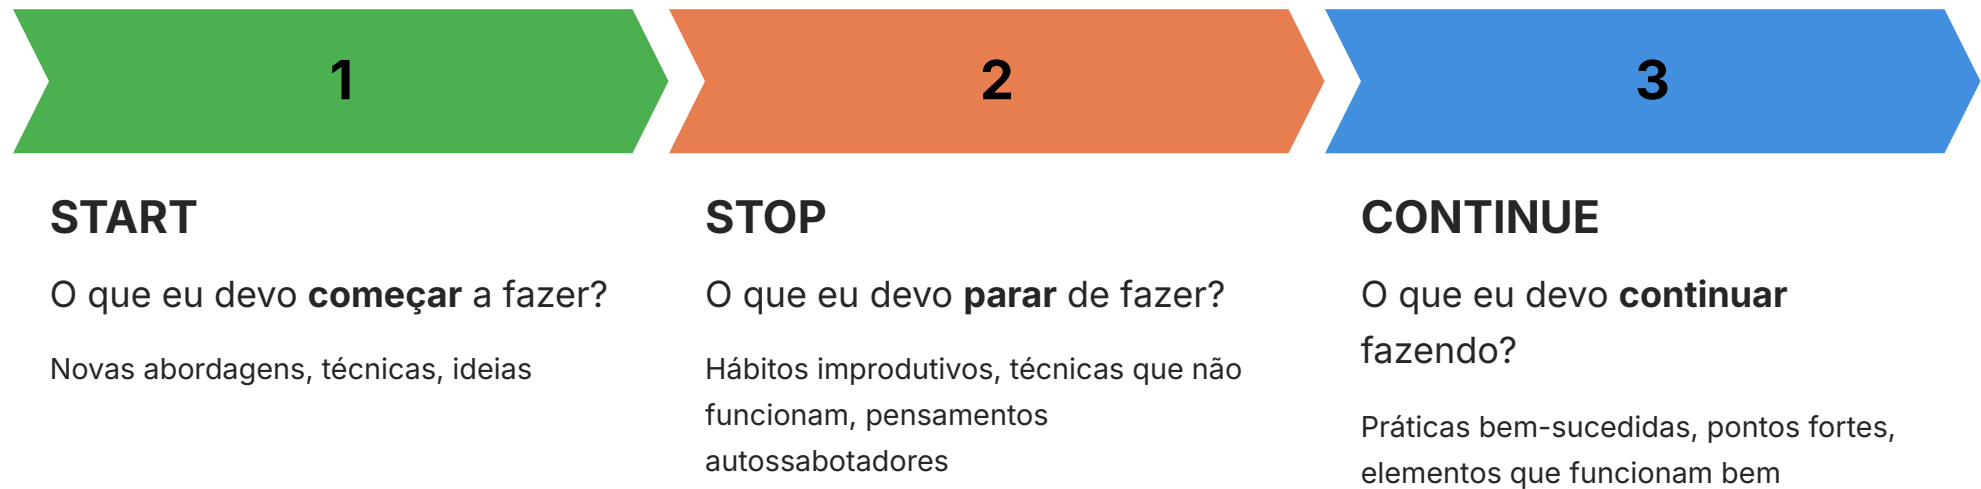 1
START
O que eu devo começar a fazer?
Novas abordagens, técnicas, ideias
2
STOP
O que eu devo parar de fazer?
Hábitos improdutivos, técnicas que não
funcionam, pensamentos
autossabotadores
3
CONTINUE
O que eu devo continuar
fazendo?
Práticas bem-sucedidas, pontos fortes,
elementos que funcionam bem